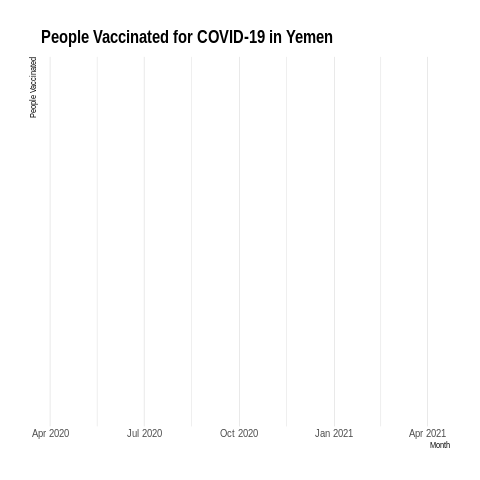 People Vaccinated for COVID-19 in Yemen
People Vaccinated
Apr 2020 Jul 2020 Oct 2020 Jan 2021 Apr 2021
Month